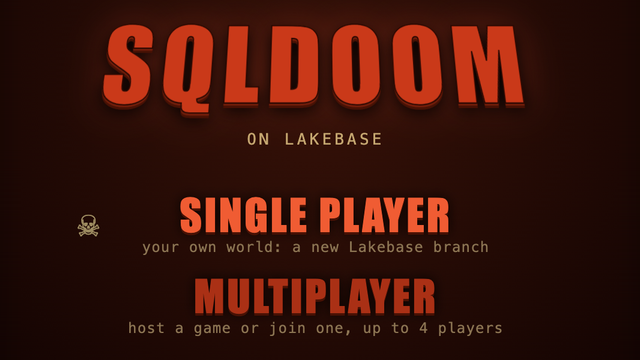 SQLDOOM
ON LAKEBASE
SINGLE PLAYER
your own world: a new Lakebase branch
MULTIPLAYER
host a game or join one, up to 4 players